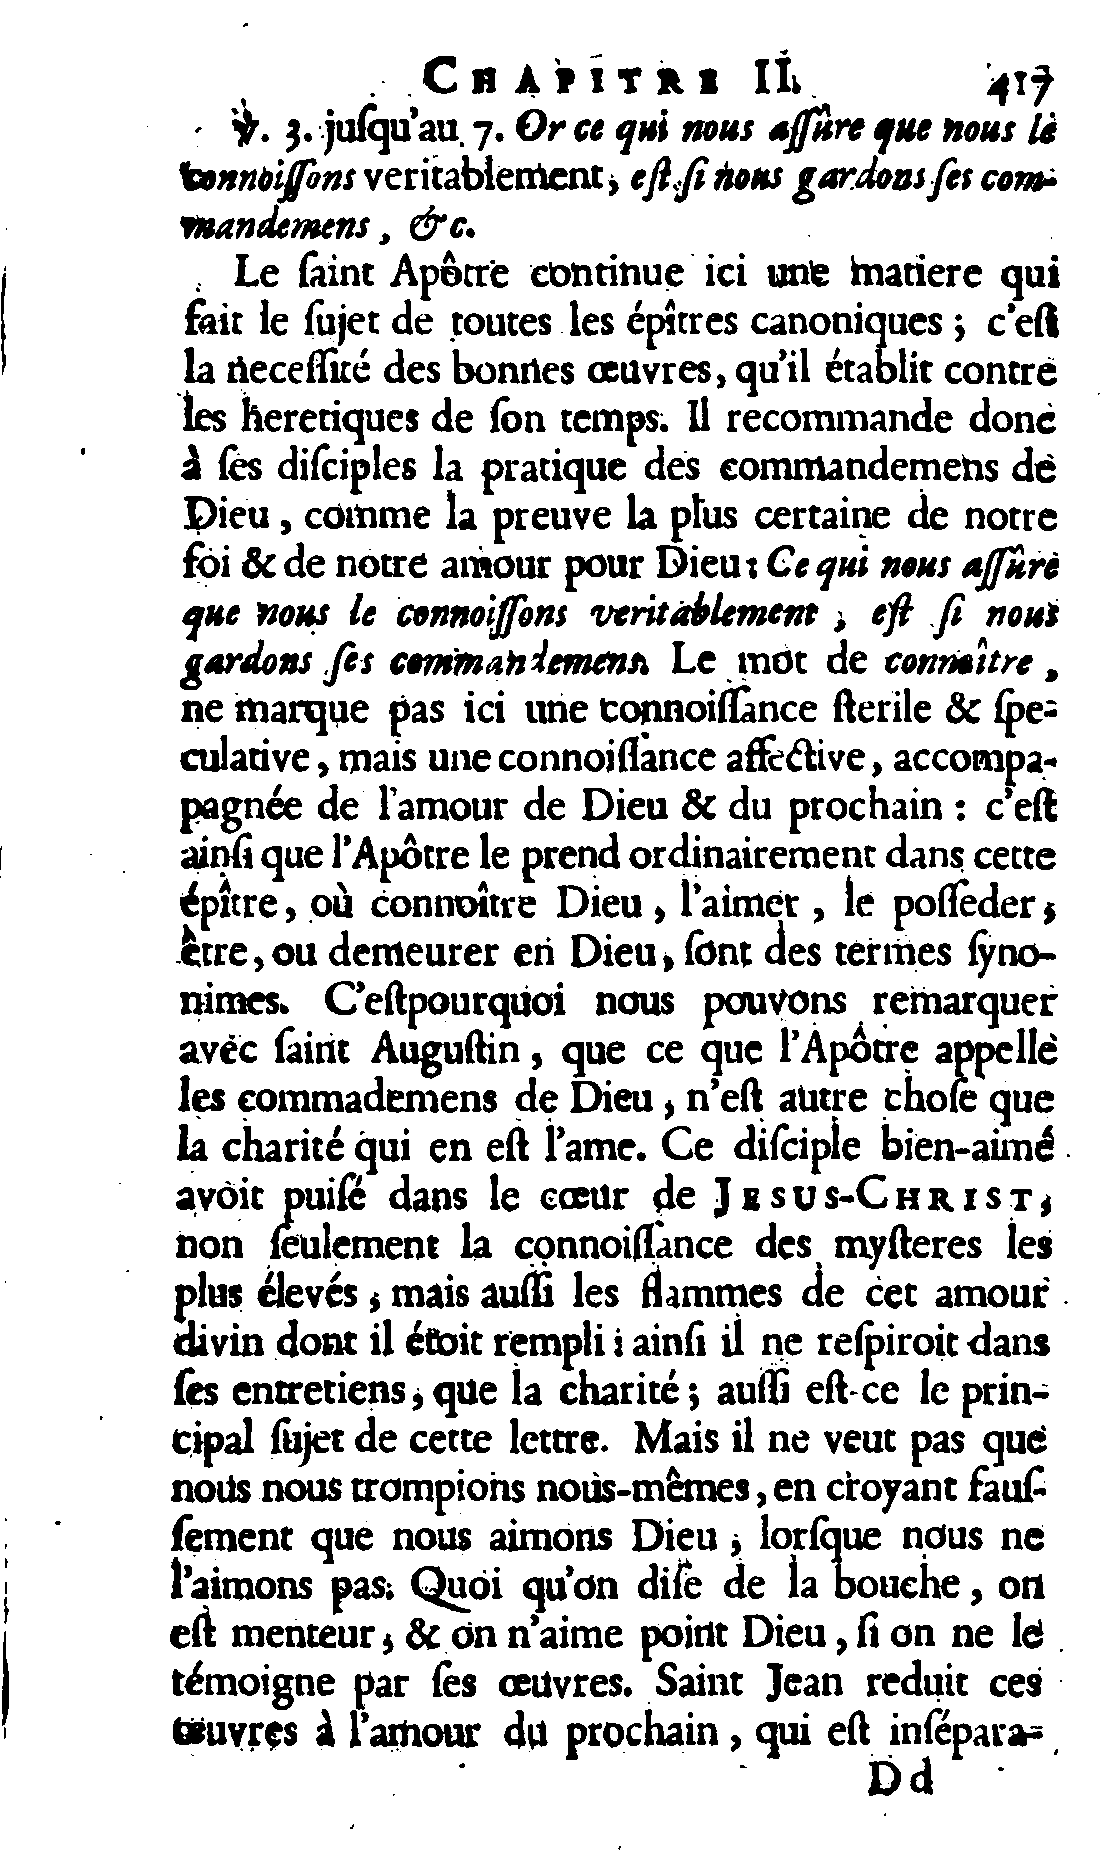 CHAPITRE II. 417
℣. 3. juſqu'au 7. Or ce qui nous aſſûre que nous le
connoiſſons veritablement, eſt ſi nous gardons ſes com-
mandemens, &c.
Le ſaint Apôtre continue ici une matiere qui
fait le ſujet de toutes les épîtres canoniques ; c'eſt
la neceſſité des bonnes œuvres, qu'il établit contre
les heretiques de ſon temps. Il recommande donc
à ſes diſciples la pratique des commandemens de
Dieu, comme la preuve la plus certaine de notre
foi & de notre amour pour Dieu : Ce qui nous aſſûre
que nous le connoiſſons veritablement, eſt ſi nous
gardons ſes commandemens. Le mot de connaître,
ne marque pas ici une connoiſſance ſterile & ſpe-
culative, mais une connoiſſance affective, accompa-
pagnée de l'amour de Dieu & du prochain : c'eſt
ainſi que l'Apôtre le prend ordinairement dans cette
épître, où connoître Dieu, l'aimer, le poſſeder,
être, ou demeurer en Dieu, ſont des termes ſyno-
nimes. C'eſtpourquoi nous pouvons remarquer
avec ſaint Auguſtin, que ce que l'Apôtre appelle
les commademens de Dieu, n'eſt autre choſe que
la charité qui en eſt l'ame. Ce diſciple bien-aimé
avoit puiſé dans le cœur de JESUS-CHRIST,
non ſeulement la connoiſſance des myſteres les
plus élevés, mais auſſi les flammes de cet amour
divin dont il étoit rempli ; ainſi il ne reſpiroit dans
ſes entretiens, que la charité ; auſſi eſt-ce le prin-
cipal ſujet de cette lettre. Mais il ne veut pas que
nous nous trompions nous-mêmes, en croyant fauſ-
ſement que nous aimons Dieu, lorſque nous ne
l'aimons pas. Quoi qu'on diſe de la bouche, on
eſt menteur, & on n'aime point Dieu, ſi on ne le
témoigne par ſes œuvres. Saint Jean reduit ces
œuvres à l'amour du prochain, qui eſt inſépara-
Dd